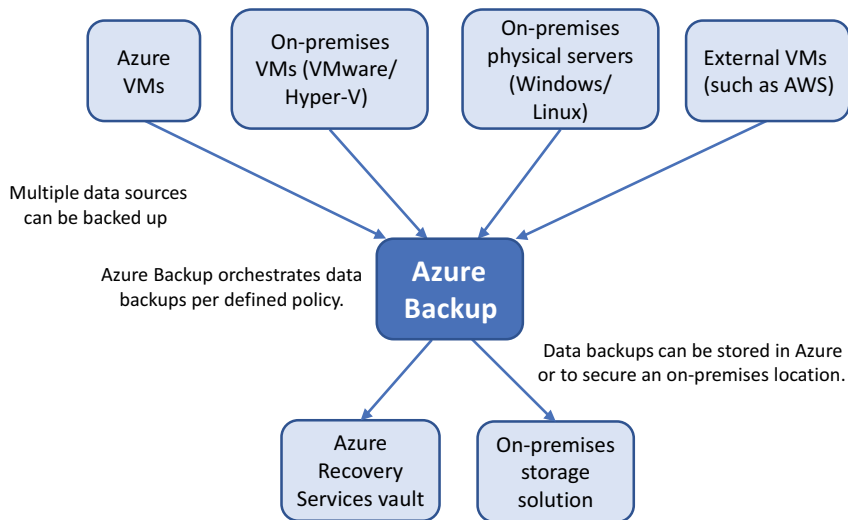 Azure
VMs
On-premises
VMs (VMware/
Hyper-V)
On-premises
physical servers
(Windows/
Linux)
External VMs
(such as AWS)
Multiple data sources
can be backed up
Azure Backup orchestrates data
backups per defined policy.
Azure
Backup
Data backups can be stored in Azure
or to secure an on-premises location.
Azure
Recovery
Services vault
On-premises
storage
solution